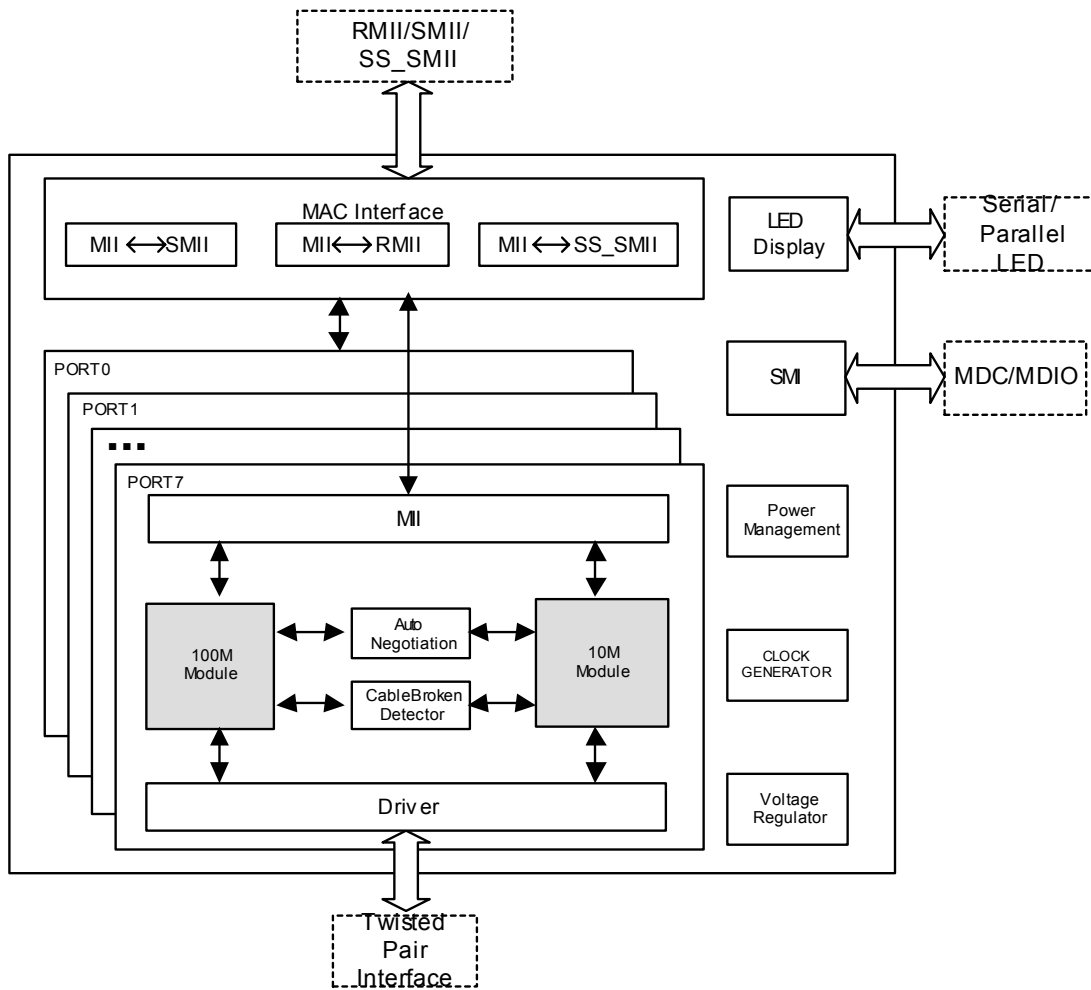 RMII/SMII/
SS_SMII
MAC Interface
MII SMII
MII RMII
MII SS_SMII
LED
Display
Serial/
Parallel
LED
PORT0
PORT1
...
PORT7
SMI
MDC/MDIO
MII
Power
Management
100M
Module
Auto
Negotiation
10M
Module
CableBroken
Detector
CLOCK
GENERATOR
Driver
Voltage
Regulator
Twisted
Pair
Interface